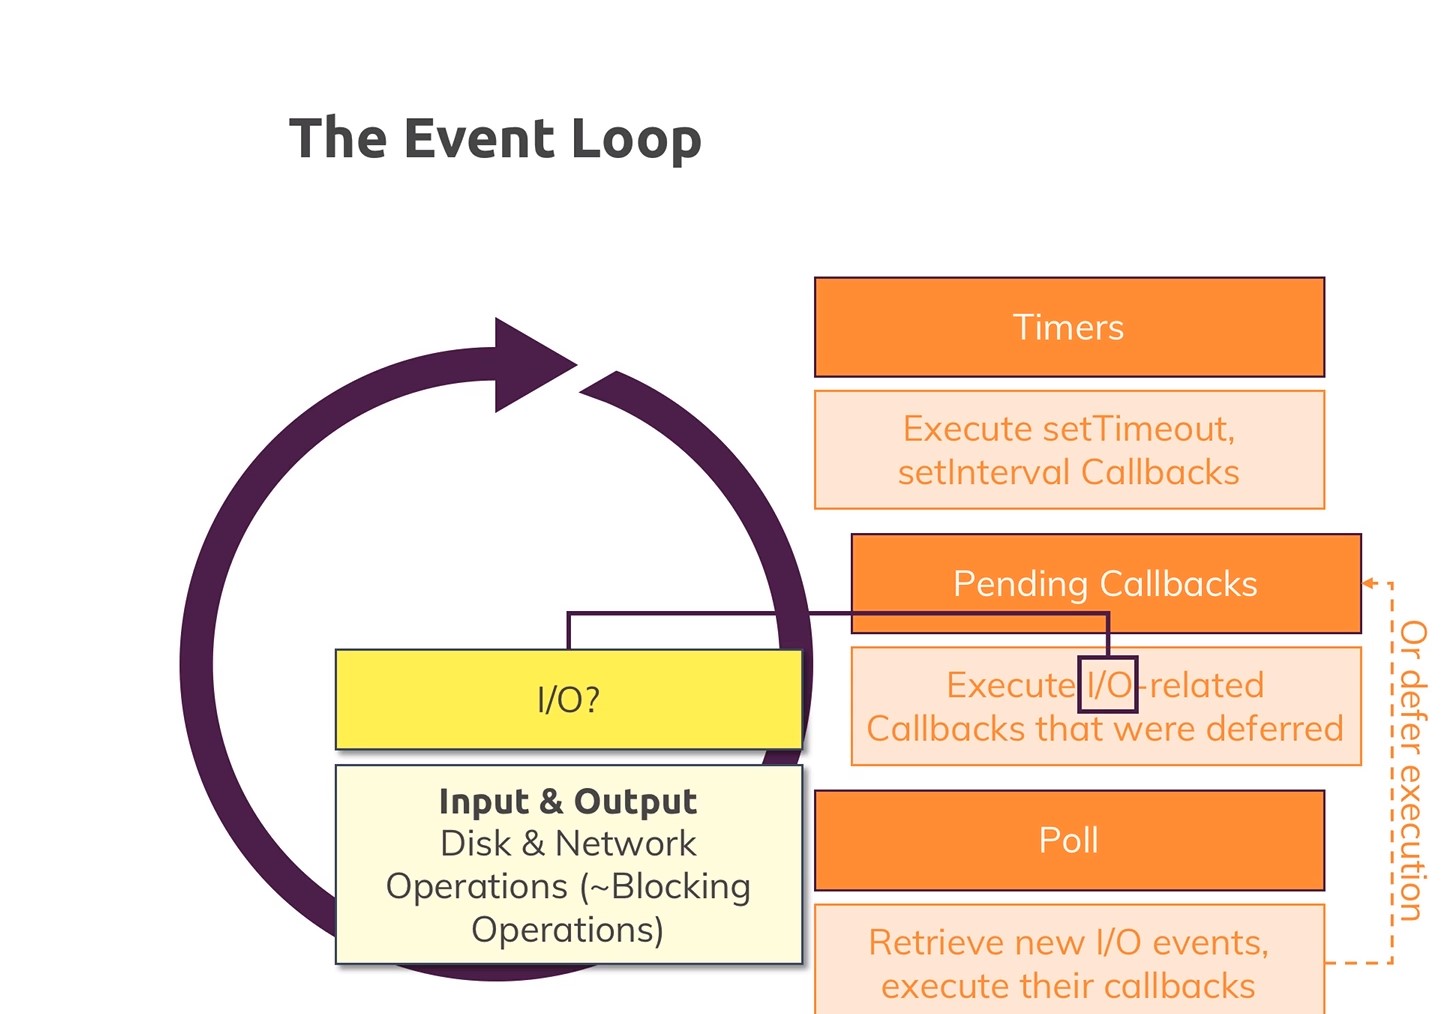 The Event Loop
Timers
Execute setTimeout,
setInterval Callbacks
Pending Callbacks
Execute I/O-related
Callbacks that were deferred
Or defer execution
I/O?
Input & Output
Disk & Network
Operations (~Blocking
Operations)
Poll
Retrieve new I/O events,
execute their callbacks